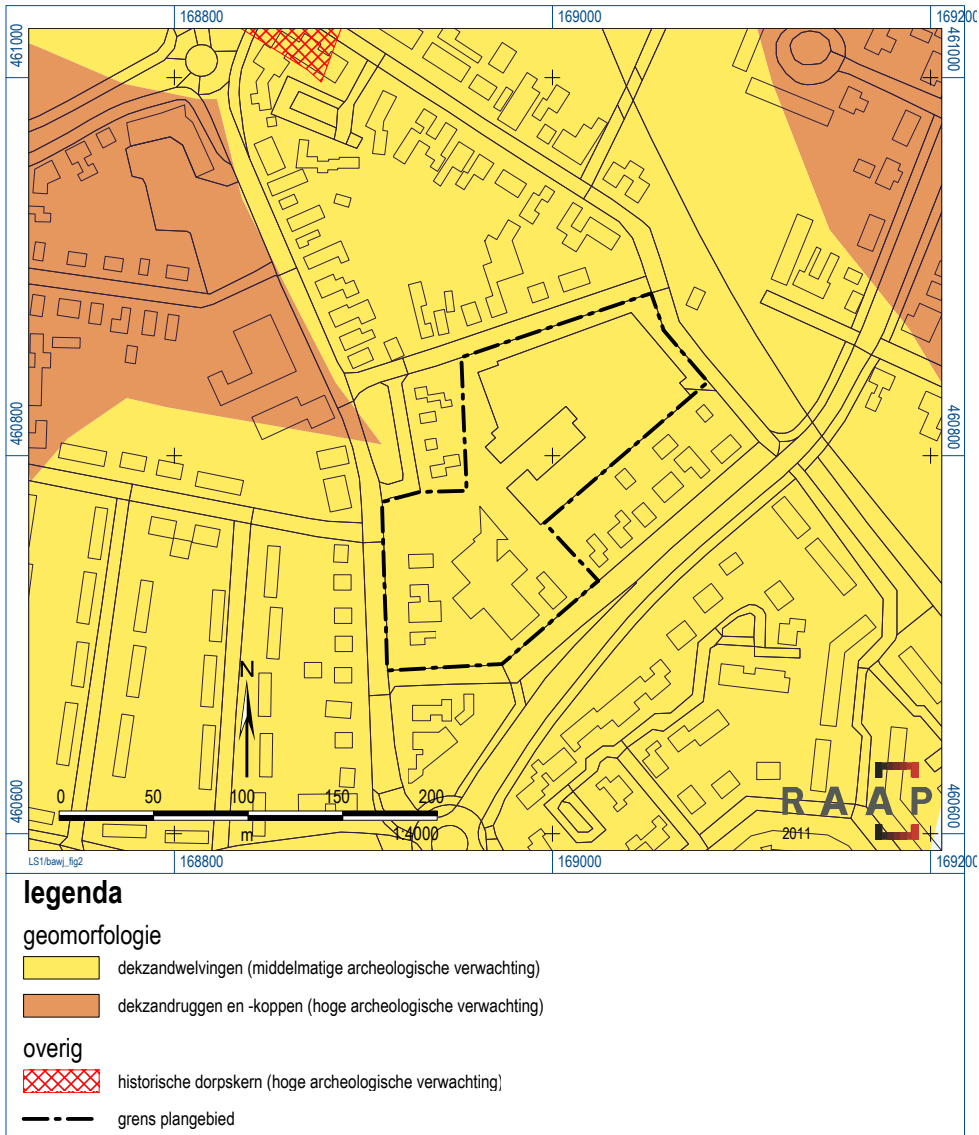 168800 169000 169200
461000 461000
460800 460800
460600 460600
N
0 50 100 150 200
m 1:4000
RAAP
2011
LS1/bawj_fig2
168800 169000 169200
legenda
geomorfologie
dekzandwelvingen (middelmatige archeologische verwachting)
dekzandruggen en -koppen (hoge archeologische verwachting)
overig
historische dorpskern (hoge archeologische verwachting)
grens plangebied